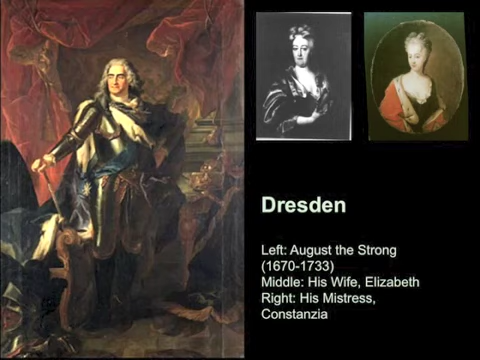 Dresden
Left: August the Strong
(1670-1733)
Middle: His Wife, Elizabeth
Right: His Mistress,
Constanzia